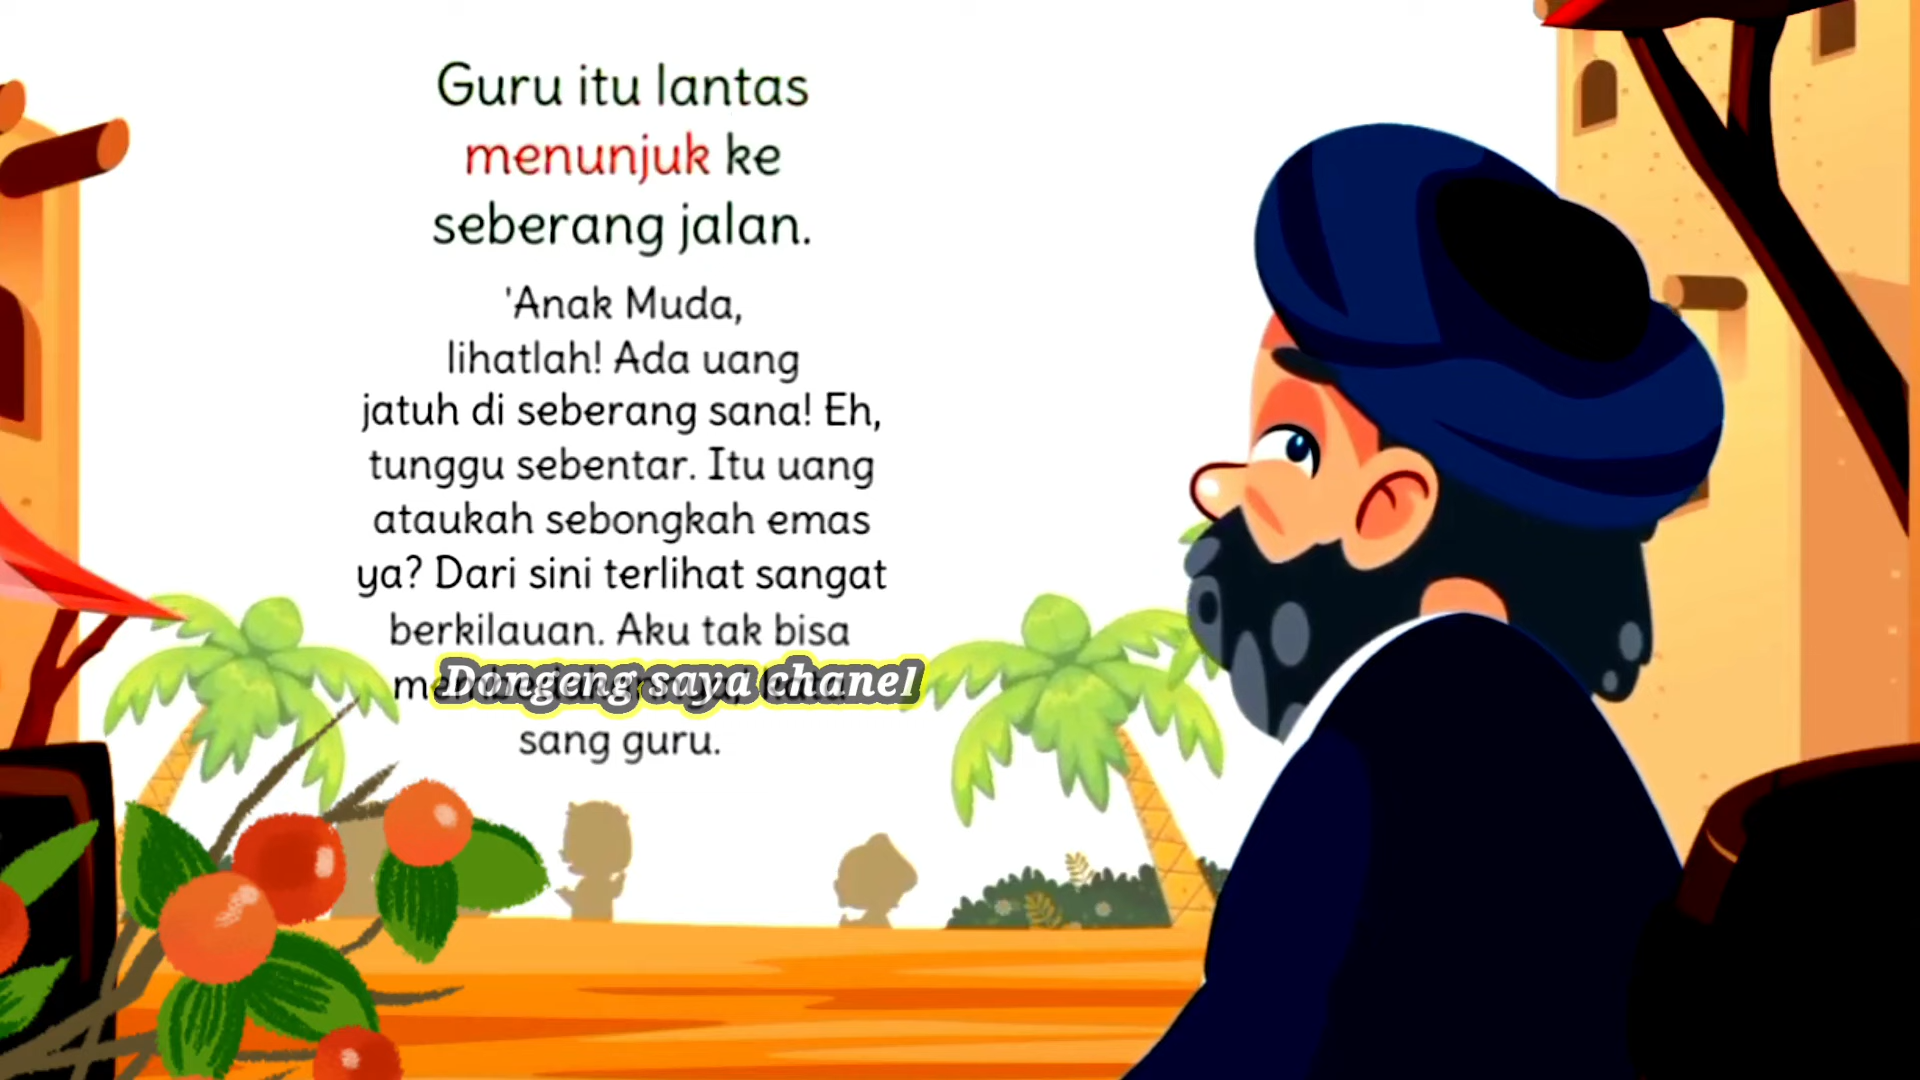 Guru itu lantas
menunjuk ke
seberang jalan.
'Anak Muda,
lihatlah! Ada uang
jatuh di seberang sana! Eh,
tunggu sebentar. Itu uang
ataukah sebongkah emas
ya? Dari sini terlihat sangat
berkilauan. Aku tak bisa
Dongeng saya chanel
sang guru.